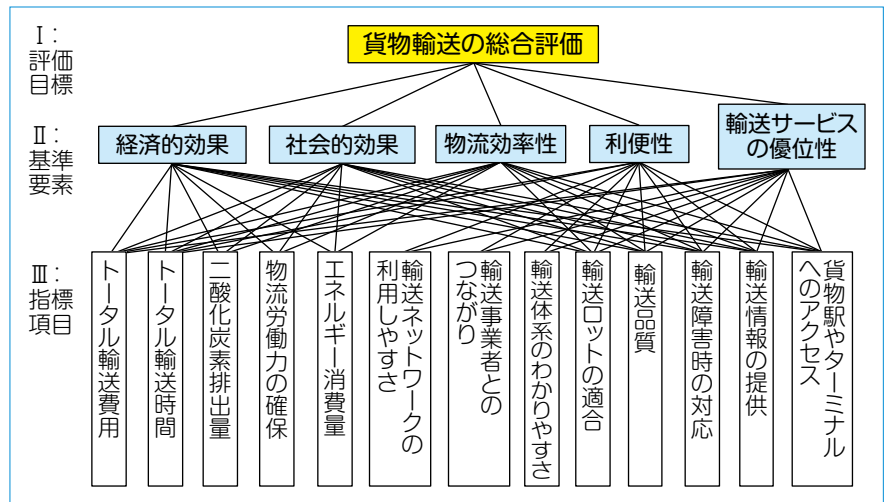 Ⅰ：
評価
目標
貨物輸送の総合評価
Ⅱ：
基準
要素
経済的効果
社会的効果
物流効率性
利便性
輸送サービス
の優位性
Ⅲ：
指標
項目
トータル輸送費用
トータル輸送時間
二酸化炭素排出量
物流労働力の確保
エネルギー消費量
輸送ネットワークの
利用しやすさ
輸送事業者との
つながり
輸送体系のわかりやすさ
輸送ロットの適合
輸送品質
輸送障害時の対応
輸送情報の提供
貨物駅やターミナル
へのアクセス